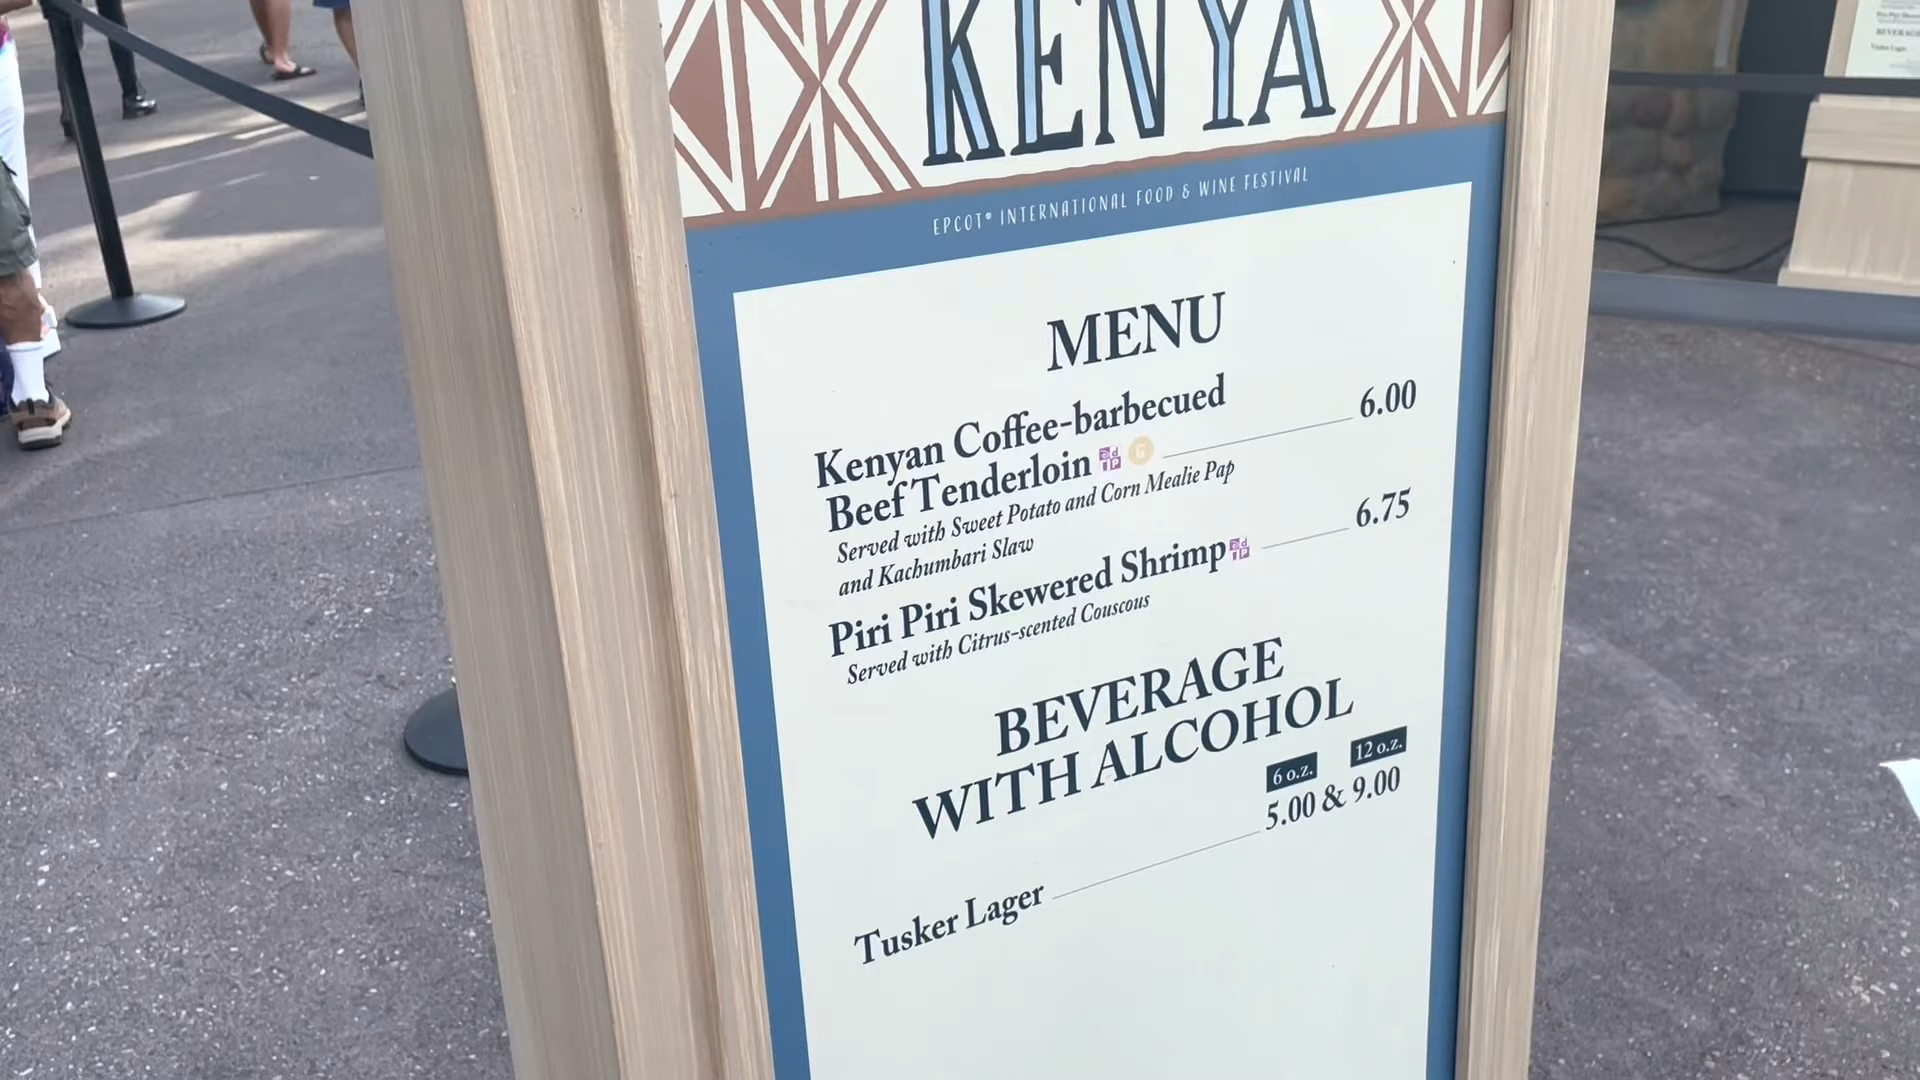 KENYA
EPCOT® INTERNATIONAL FOOD & WINE FESTIVAL
MENU
Kenyan Coffee-barbecued
Beef Tenderloin G 6.00
Served with Sweet Potato and Corn Mealie Pap
and Kachumbari Slaw
Piri Piri Skewered Shrimp 6.75
Served with Citrus-scented Couscous
BEVERAGE
WITH ALCOHOL
6 o.z. 12 o.z.
Tusker Lager 5.00 & 9.00
BEVERAGE